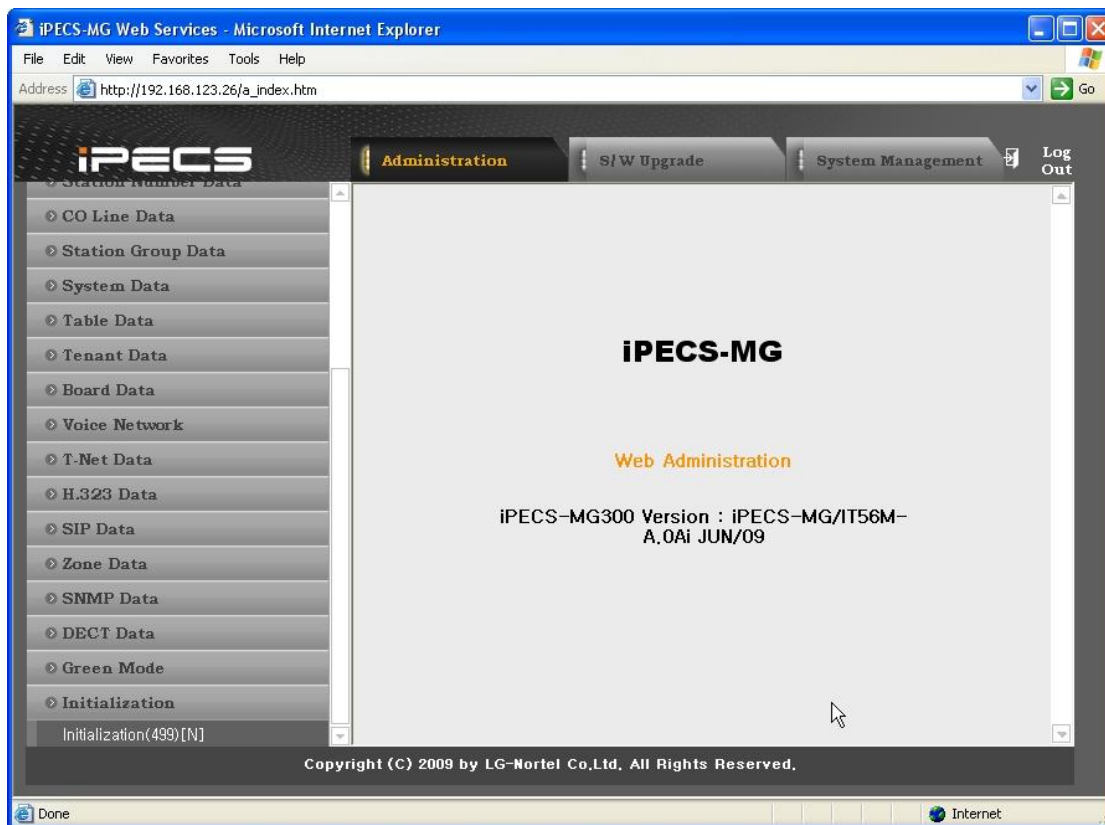 iPECS-MG Web Services - Microsoft Internet Explorer
File Edit View Favorites Tools Help
Address http://192.168.123.26/a_index.htm Go
iPECS
Administration
S/W Upgrade
System Management
Log
Out
Station Number Data
CO Line Data
Station Group Data
System Data
Table Data
Tenant Data
Board Data
Voice Network
T-Net Data
H.323 Data
SIP Data
Zone Data
SNMP Data
DECT Data
Green Mode
Initialization
Initialization(499)[N]
iPECS-MG
Web Administration
iPECS-MG300 Version : iPECS-MG/IT56M-
A.0Ai JUN/09
Copyright (C) 2009 by LG-Nortel Co,Ltd, All Rights Reserved,
Done
Internet